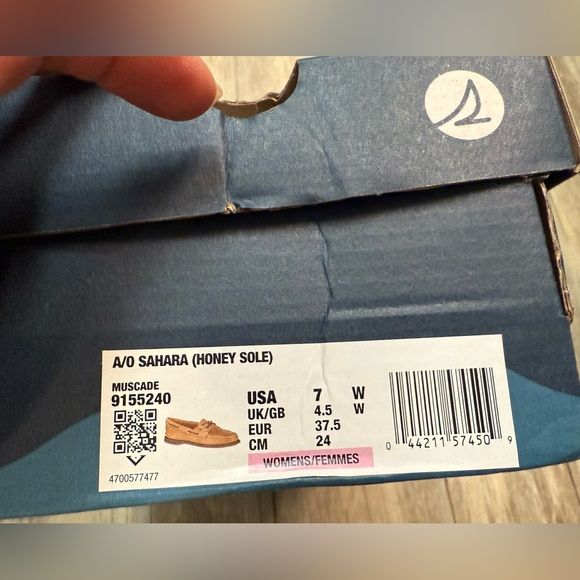 A/O SAHARA (HONEY SOLE)
MUSCADE
9155240
4700577477
USA 7 W
UK/GB 4.5 W
EUR 37.5
CM 24
WOMENS/FEMMES
0 44211 57450 9